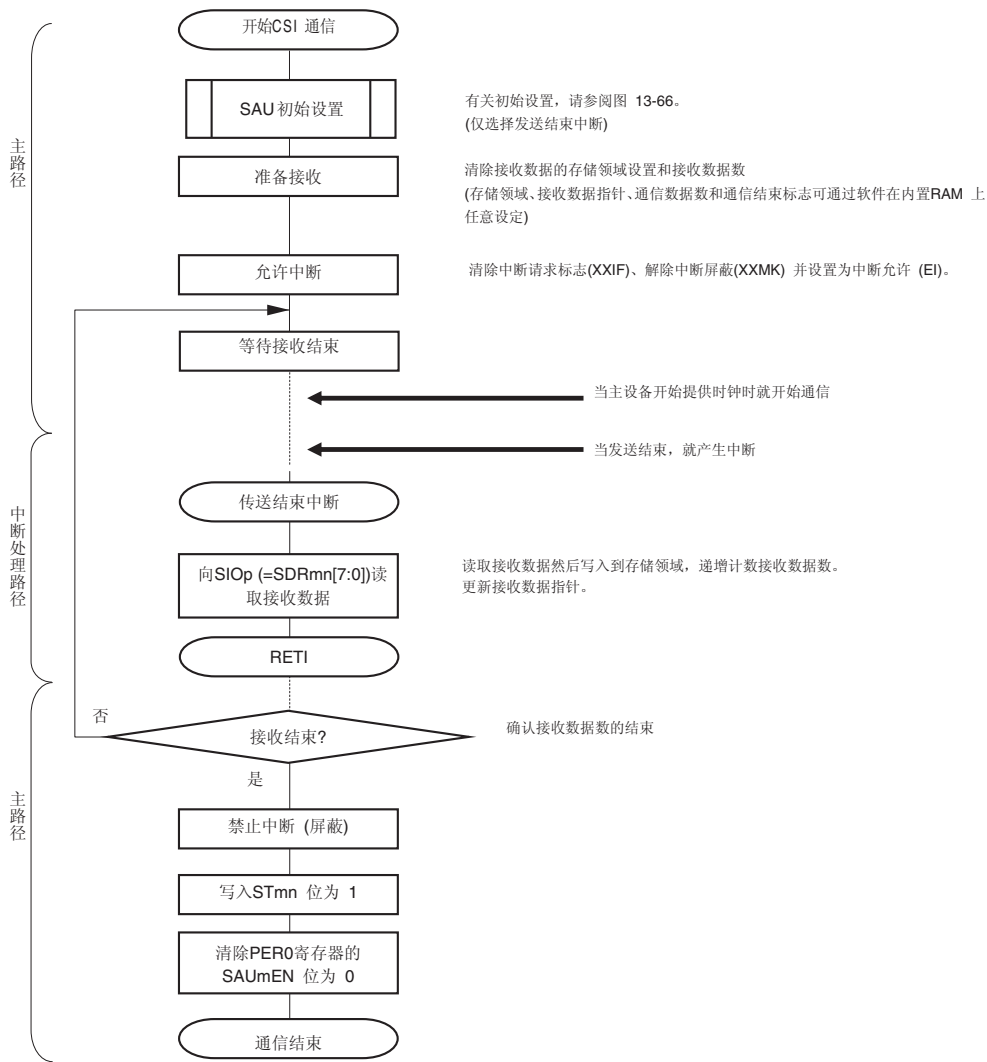 开始CSI 通信
SAU 初始设置
有关初始设置，请参阅图 13-66。
(仅选择发送结束中断)
主路径
准备接收
清除接收数据的存储领域设置和接收数据数
(存储领域、接收数据指针、通信数据数和通信结束标志可通过软件在内置RAM 上
任意设定)
允许中断
清除中断请求标志(XXIF)、解除中断屏蔽(XXMK) 并设置为中断允许 (EI)。
等待接收结束
当主设备开始提供时钟时就开始通信
当发送结束，就产生中断
传送结束中断
中断处理路径
向SIOp (=SDRmn[7:0])读
取接收数据
读取接收数据然后写入到存储领域，递增计数接收数据数。
更新接收数据指针。
RETI
否
接收结束?
确认接收数据数的结束
是
主路径
禁止中断 (屏蔽)
写入STmn 位为 1
清除PER0寄存器的
SAUmEN 位为 0
通信结束